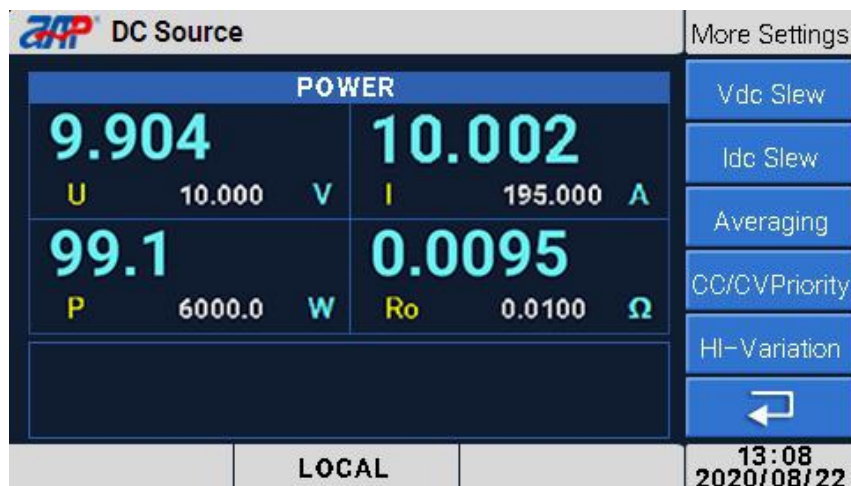 AAP DC Source
More Settings
POWER
9.904
U 10.000 V
10.002
I 195.000 A
99.1
P 6000.0 W
0.0095
Ro 0.0100 Ω
Vdc Slew
Idc Slew
Averaging
CC/CVPriority
HI-Variation
LOCAL
13:08
2020/08/22